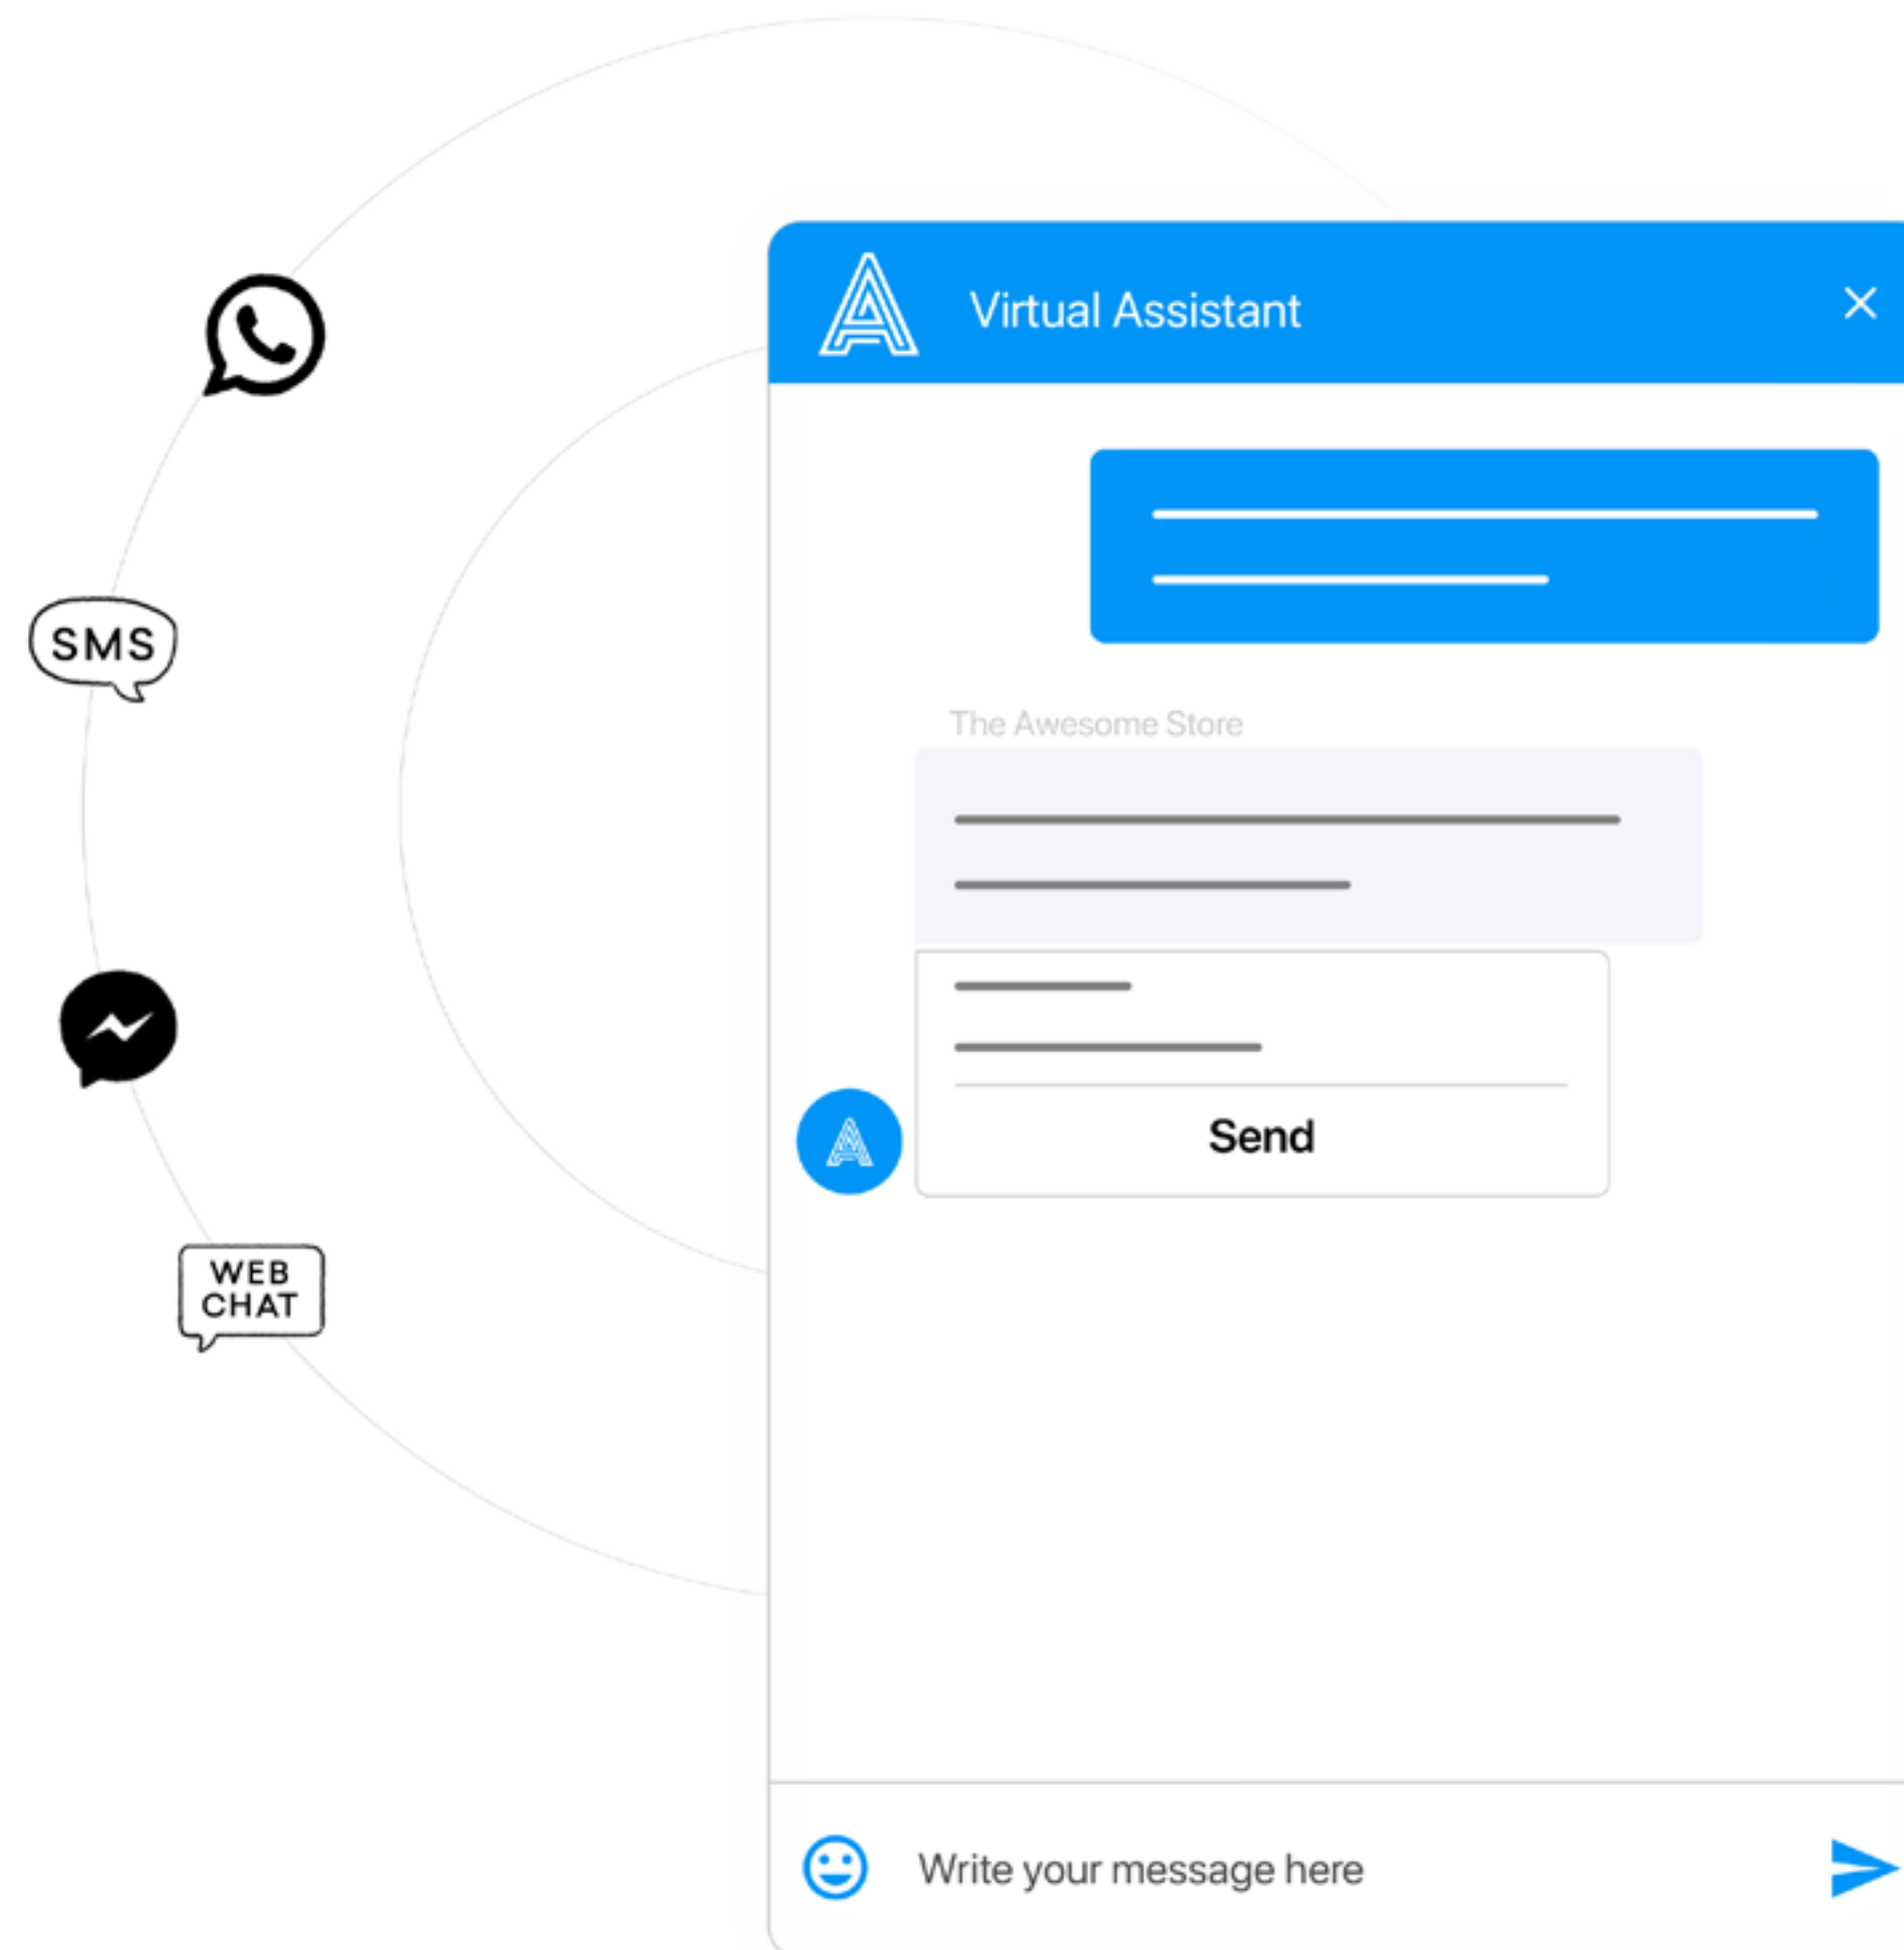 Virtual Assistant
SMS
The Awesome Store
Send
WEB
CHAT
Write your message here